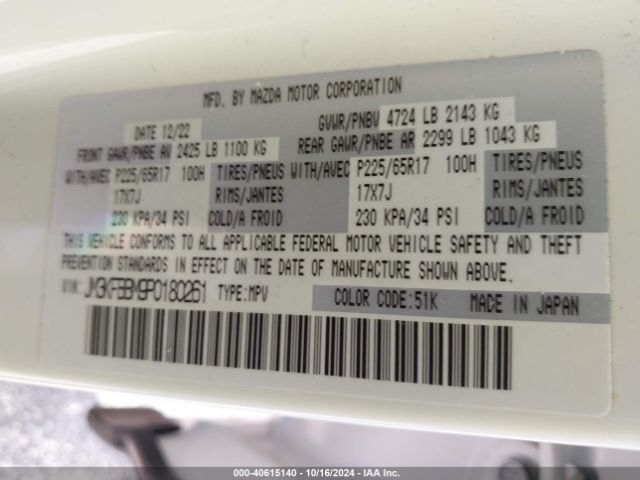 MFD. BY MAZDA MOTOR CORPORATION
DATE 12/22 GVWR/PNBV 4724 LB 2143 KG
FRONT GAWR/PNBE AV 2425 LB 1100 KG REAR GAWR/PNBE AR 2299 LB 1043 KG
WITH/AVEC P225/65R17 100H TIRES/PNEUS WITH/AVEC P225/65R17 100H TIRES/PNEUS
17X7J RIMS/JANTES 17X7J RIMS/JANTES
230 KPA/34 PSI COLD/A FROID 230 KPA/34 PSI COLD/A FROID
THIS VEHICLE CONFORMS TO ALL APPLICABLE FEDERAL MOTOR VEHICLE SAFETY AND THEFT
PREVENTION STANDARDS IN EFFECT ON THE DATE OF MANUFACTURE SHOWN ABOVE.
VIN: JM3KFBBM9P0180261 TYPE:MPV COLOR CODE:51K MADE IN JAPAN
000-40615140 - 10/16/2024 - IAA Inc.